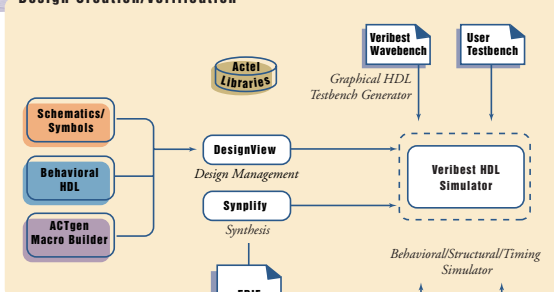 Design Creation/Verification
Veribest
Wavebench
User
Testbench
Actel
Libraries
Graphical HDL
Testbench Generator
Schematics/
Symbols
DesignView
Design Management
Behavioral
HDL
Veribest HDL
Simulator
Synplify
Synthesis
ACTgen
Macro Builder
Behavioral/Structural/Timing
Simulator
EDIF